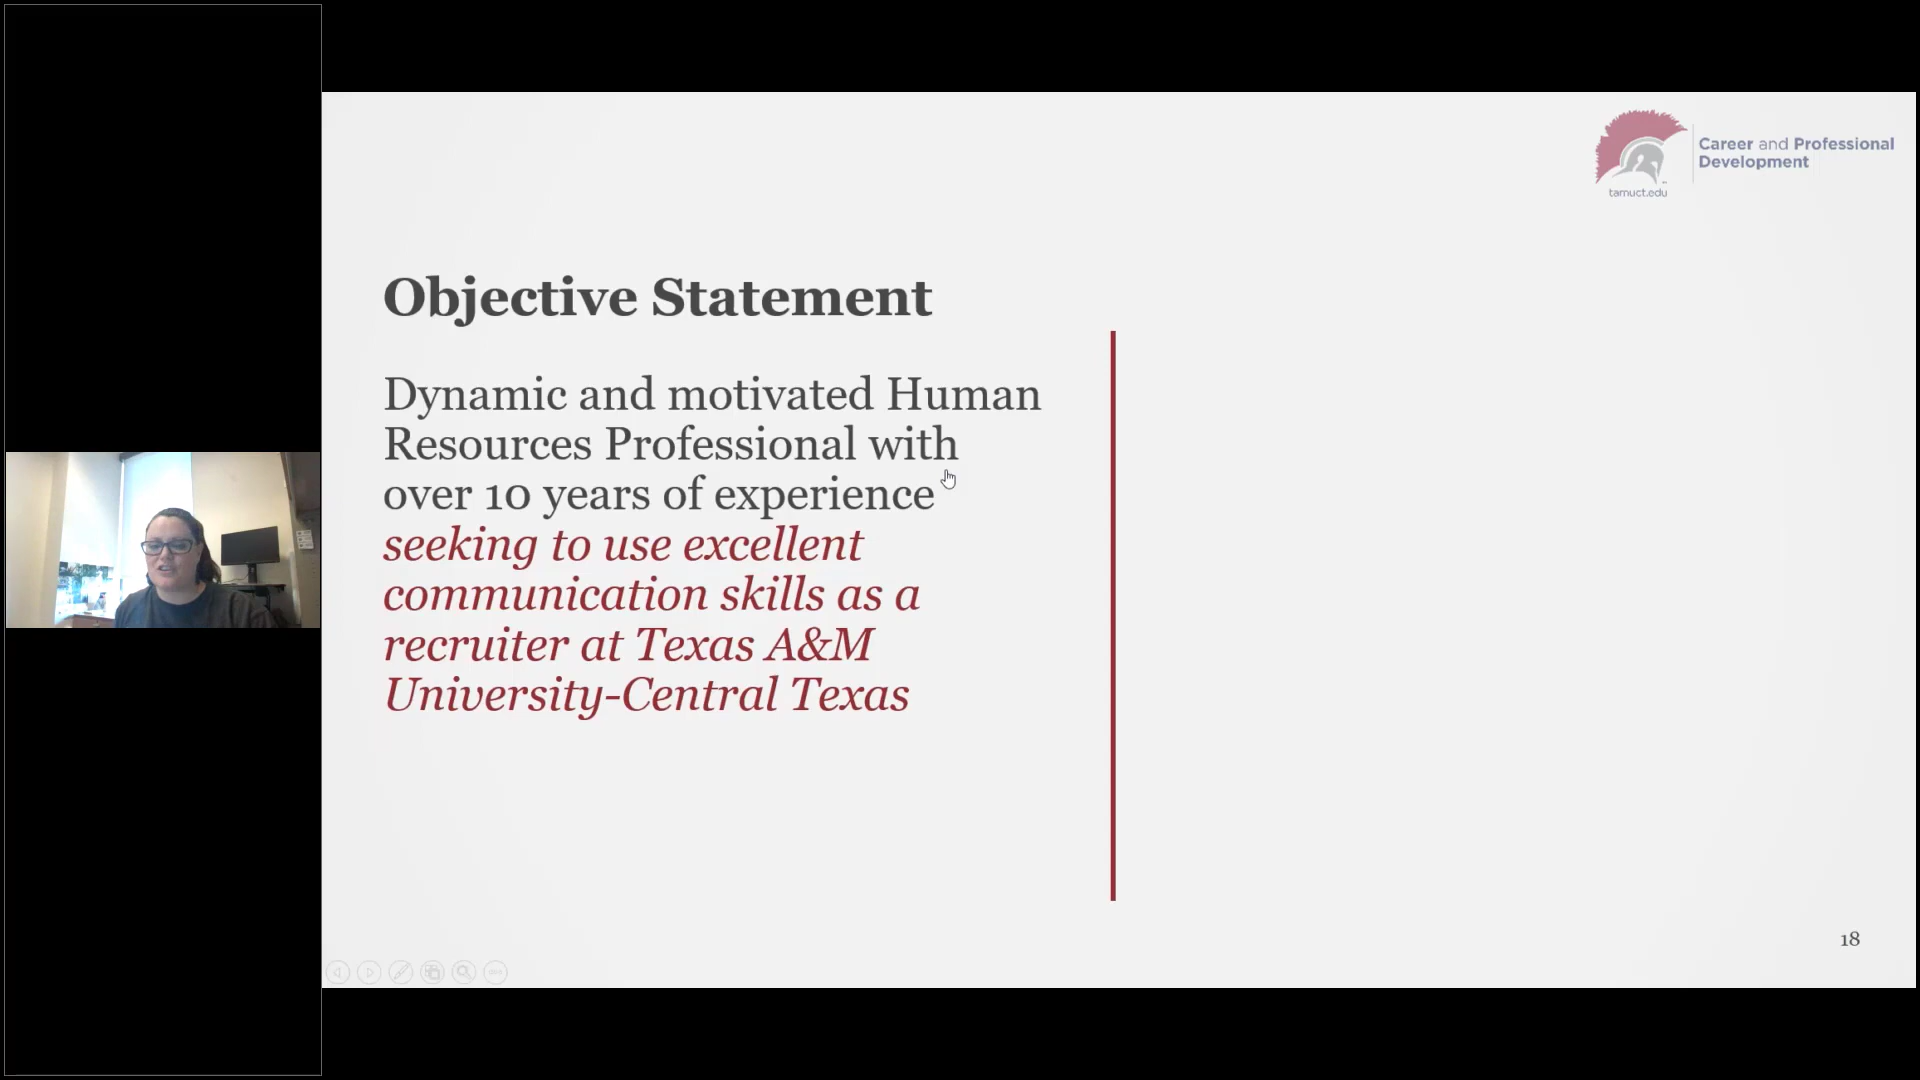 Career and Professional
Development
tamuct.edu
Objective Statement
Dynamic and motivated Human
Resources Professional with
over 10 years of experience
seeking to use excellent
communication skills as a
recruiter at Texas A&M
University-Central Texas
18